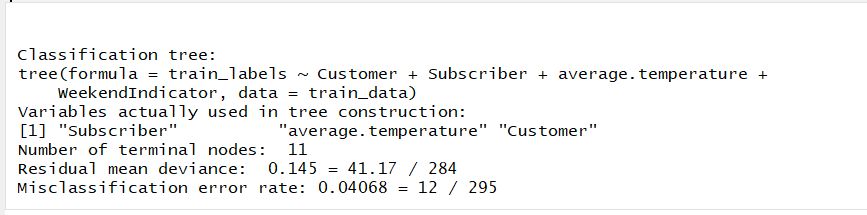 Classification tree:
tree(formula = train_labels ~ Customer + Subscriber + average.temperature +
    WeekendIndicator, data = train_data)
Variables actually used in tree construction:
[1] "Subscriber"          "average.temperature" "Customer"
Number of terminal nodes:  11
Residual mean deviance:  0.145 = 41.17 / 284
Misclassification error rate: 0.04068 = 12 / 295